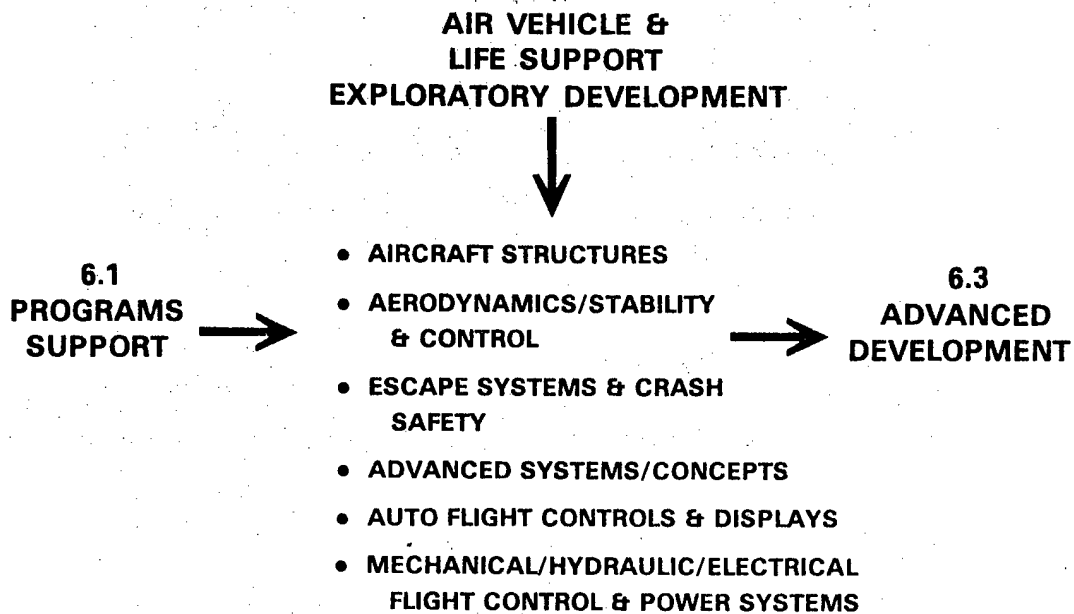 AIR VEHICLE &
LIFE SUPPORT
EXPLORATORY DEVELOPMENT
6.1
PROGRAMS
SUPPORT
• AIRCRAFT STRUCTURES
• AERODYNAMICS/STABILITY
& CONTROL
• ESCAPE SYSTEMS & CRASH
SAFETY
• ADVANCED SYSTEMS/CONCEPTS
• AUTO FLIGHT CONTROLS & DISPLAYS
• MECHANICAL/HYDRAULIC/ELECTRICAL
FLIGHT CONTROL & POWER SYSTEMS
6.3
ADVANCED
DEVELOPMENT